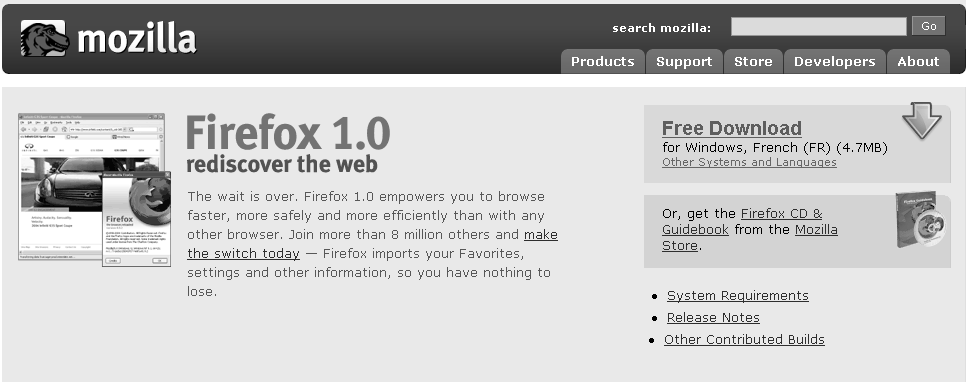 mozilla
search mozilla:
Go
Products Support Store Developers About
Firefox 1.0
rediscover the web
The wait is over. Firefox 1.0 empowers you to browse
faster, more safely and more efficiently than with any
other browser. Join more than 8 million others and make
the switch today — Firefox imports your Favorites,
settings and other information, so you have nothing to
lose.
Firefox
Free Download
for Windows, French (FR) (4.7MB)
Other Systems and Languages
Or, get the Firefox CD &
Guidebook from the Mozilla
Store.
System Requirements
Release Notes
Other Contributed Builds